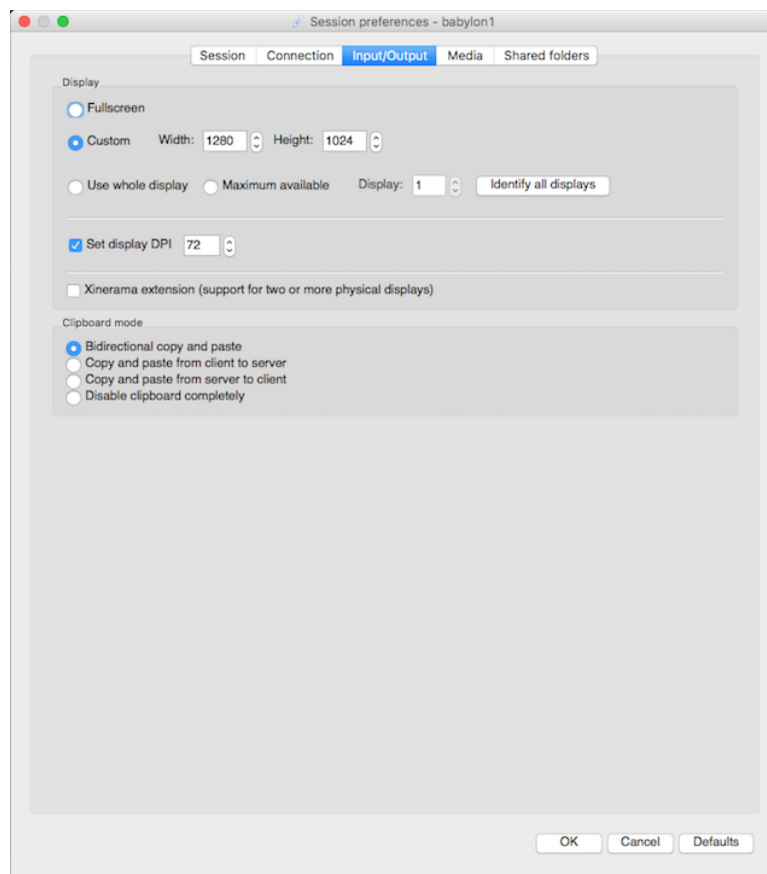 Session preferences - babylon1
Session Connection Input/Output Media Shared folders
Display
Fullscreen
Custom Width: 1280 Height: 1024
Use whole display Maximum available Display: 1 Identify all displays
Set display DPI 72
Xinerama extension (support for two or more physical displays)
Clipboard mode
Bidirectional copy and paste
Copy and paste from client to server
Copy and paste from server to client
Disable clipboard completely
OK Cancel Defaults